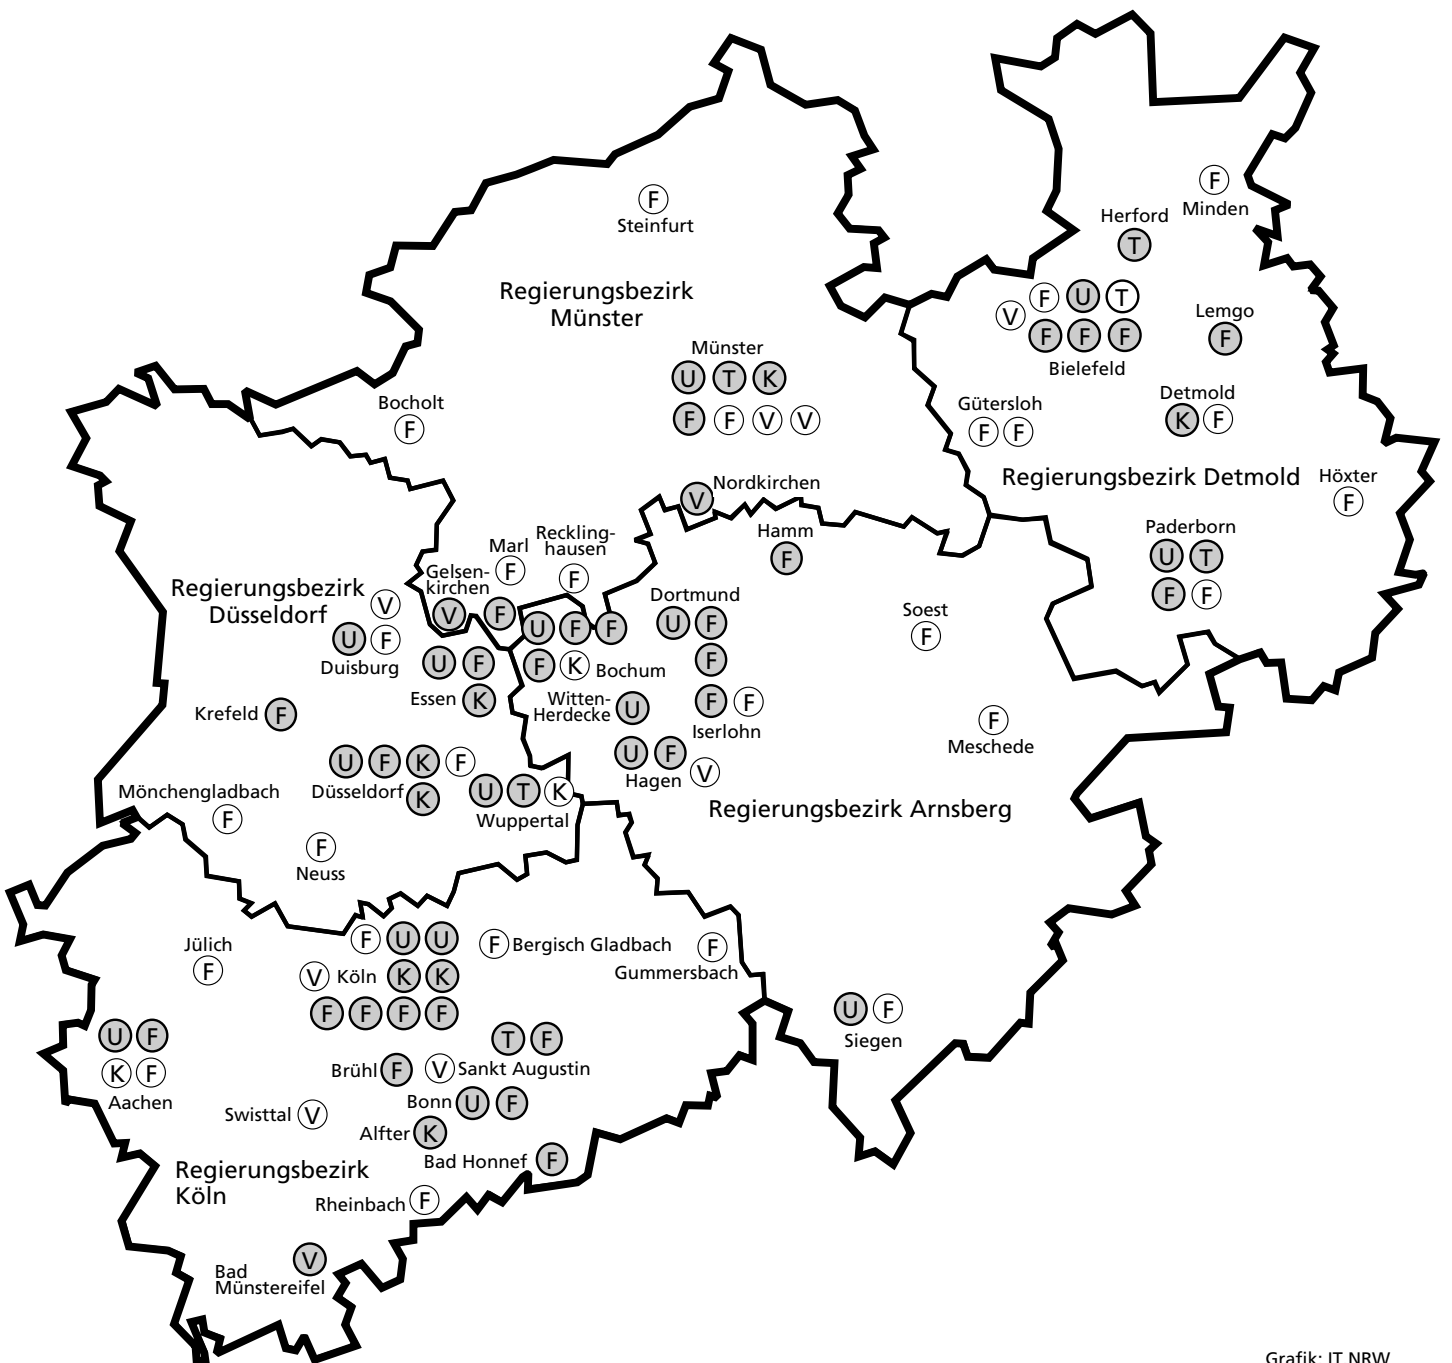 F
Steinfurt
F
Minden
Herford
T
Regierungsbezirk
Münster
V F U T
F F F
Bielefeld
Lemgo
F
Münster
U T K
F F V V
Bocholt
F
Gütersloh
F F
Detmold
K F
Regierungsbezirk Detmold
Höxter
F
Nordkirchen
V
Hamm
F
Paderborn
U T
F F
Marl
F
Reckling-
hausen
F
Gelsen-
kirchen
V F
Regierungsbezirk
Düsseldorf
V
U F
Duisburg
U F F
F K Bochum
Dortmund
U F
F
Soest
F
U F
Essen K
Witten-
Herdecke U
F F
Iserlohn
F
Meschede
Krefeld F
U F
Hagen V
U F K F
Düsseldorf K
U T K
Wuppertal
Regierungsbezirk Arnsberg
Mönchengladbach
F
F
Neuss
Jülich
F
F U U
V Köln K K
F F F F
F Bergisch Gladbach
F
Gummersbach
U F
Siegen
U F
K F
Aachen
T F
V Sankt Augustin
Brühl F
Bonn U F
Swisttal V
Alfter K
Bad Honnef F
Regierungsbezirk
Köln
Rheinbach F
V
Bad
Münstereifel
Grafik: IT.NRW